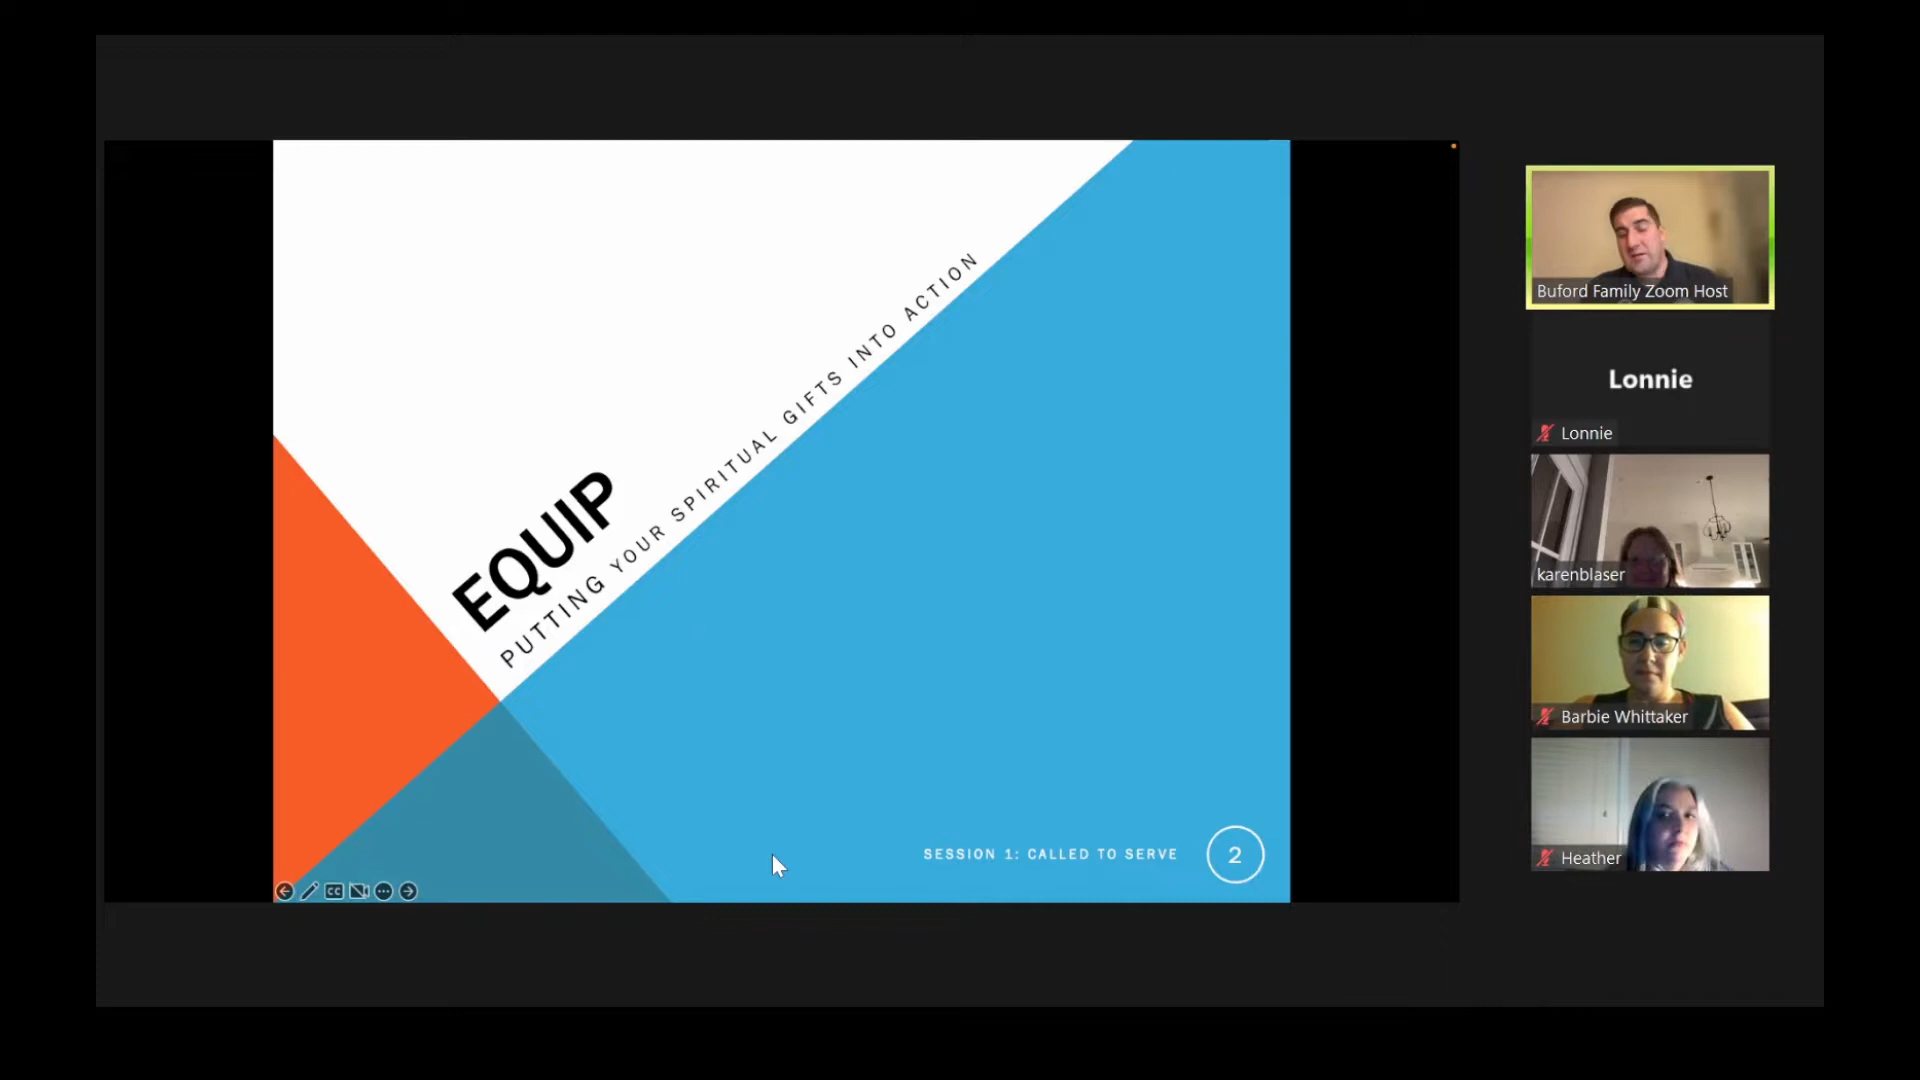 EQUIP
PUTTING YOUR SPIRITUAL GIFTS INTO ACTION
SESSION 1: CALLED TO SERVE
2
CC
Buford Family Zoom Host
Lonnie
Lonnie
karenblaser
Barbie Whittaker
Heather